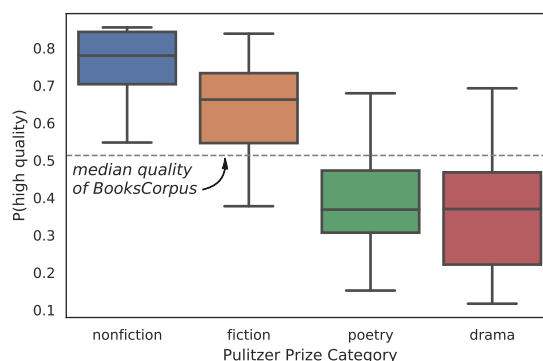 P(high quality)
0.8
0.7
0.6
0.5
0.4
0.3
0.2
0.1
median quality
of BooksCorpus
nonfiction
fiction
poetry
drama
Pulitzer Prize Category